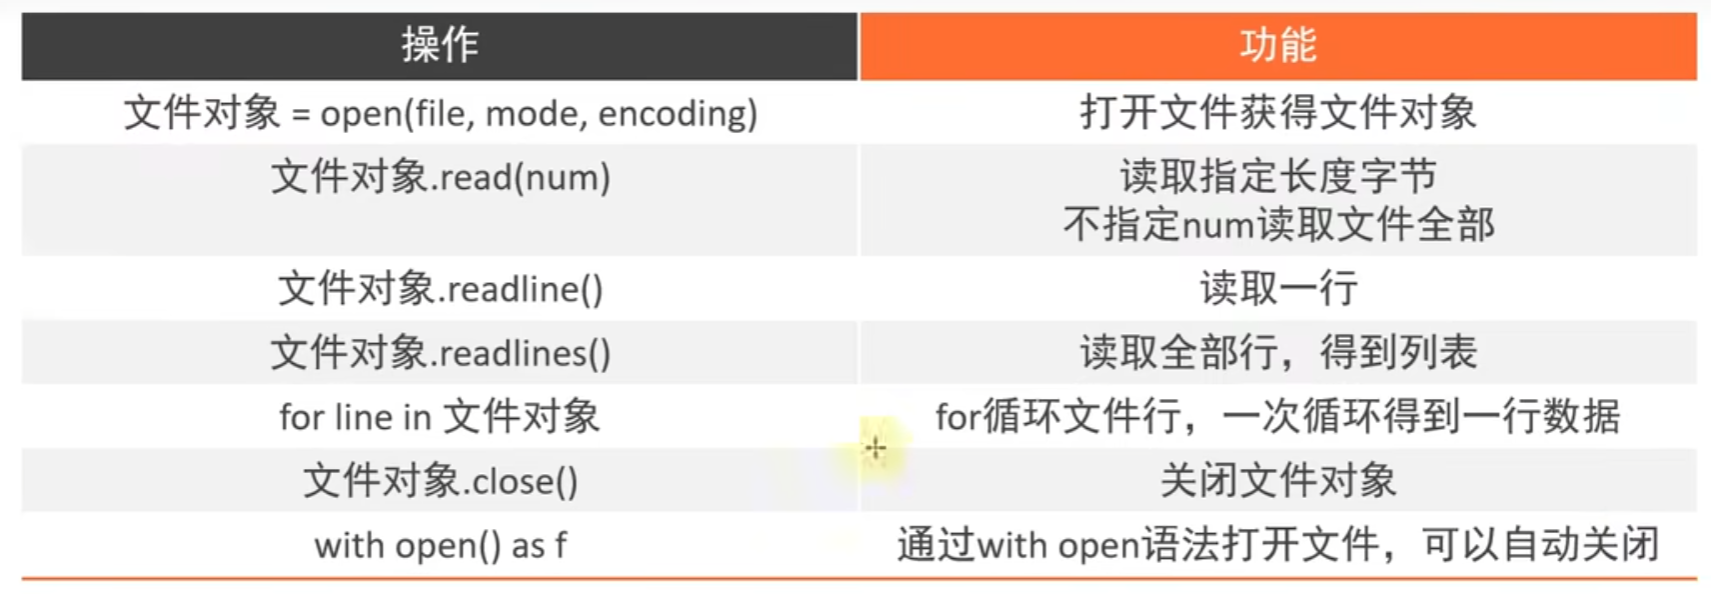 操作 功能
文件对象 = open(file, mode, encoding) 打开文件获得文件对象
文件对象.read(num) 读取指定长度字节
不指定num读取文件全部
文件对象.readline() 读取一行
文件对象.readlines() 读取全部行，得到列表
for line in 文件对象 for循环文件行，一次循环得到一行数据
文件对象.close() 关闭文件对象
with open() as f 通过with open语法打开文件，可以自动关闭